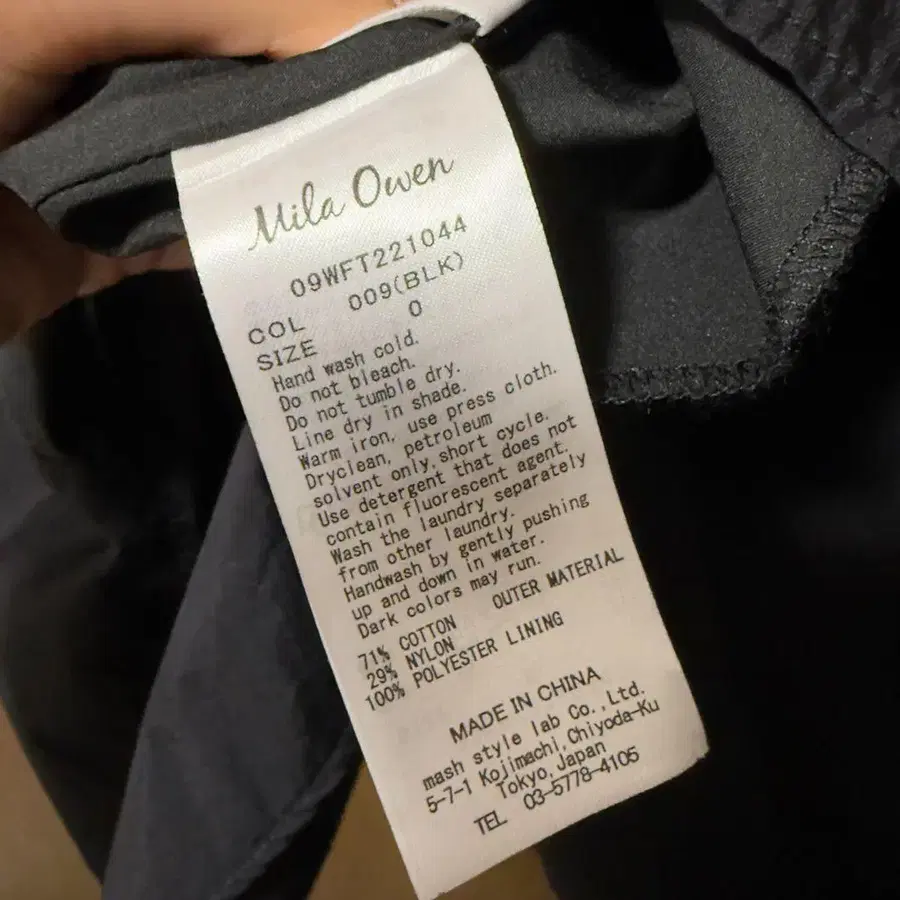 Mila Owen
09WFT221044
COL 009(BLK)
SIZE 0
Hand wash cold.
Do not bleach.
Do not tumble dry.
Line dry in shade.
Warm iron, use press cloth.
Dryclean, petroleum
solvent only,short cycle.
Use detergent that does not
contain fluorescent agent.
Wash the laundry separately
from other laundry.
Handwash by gently pushing
up and down in water.
Dark colors may run.
71% COTTON OUTER MATERIAL
29% NYLON
100% POLYESTER LINING
MADE IN CHINA
mash style lab Co.,Ltd.
5-7-1 Kojimachi,Chiyoda-Ku
Tokyo,Japan
TEL 03-5778-4105